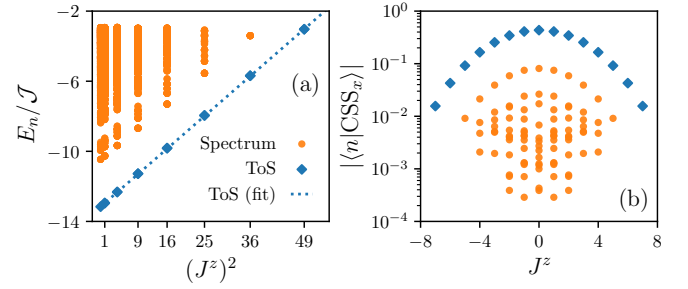 E_n/𝒥
−4
−6
−10
−14
(a)
Spectrum
ToS
ToS (fit)
1 9 16 25 36 49
(J^z)^2
|⟨n|CSS_x⟩|
10^0
10^−1
10^−2
10^−3
10^−4
(b)
−8 −4 0 4 8
J^z